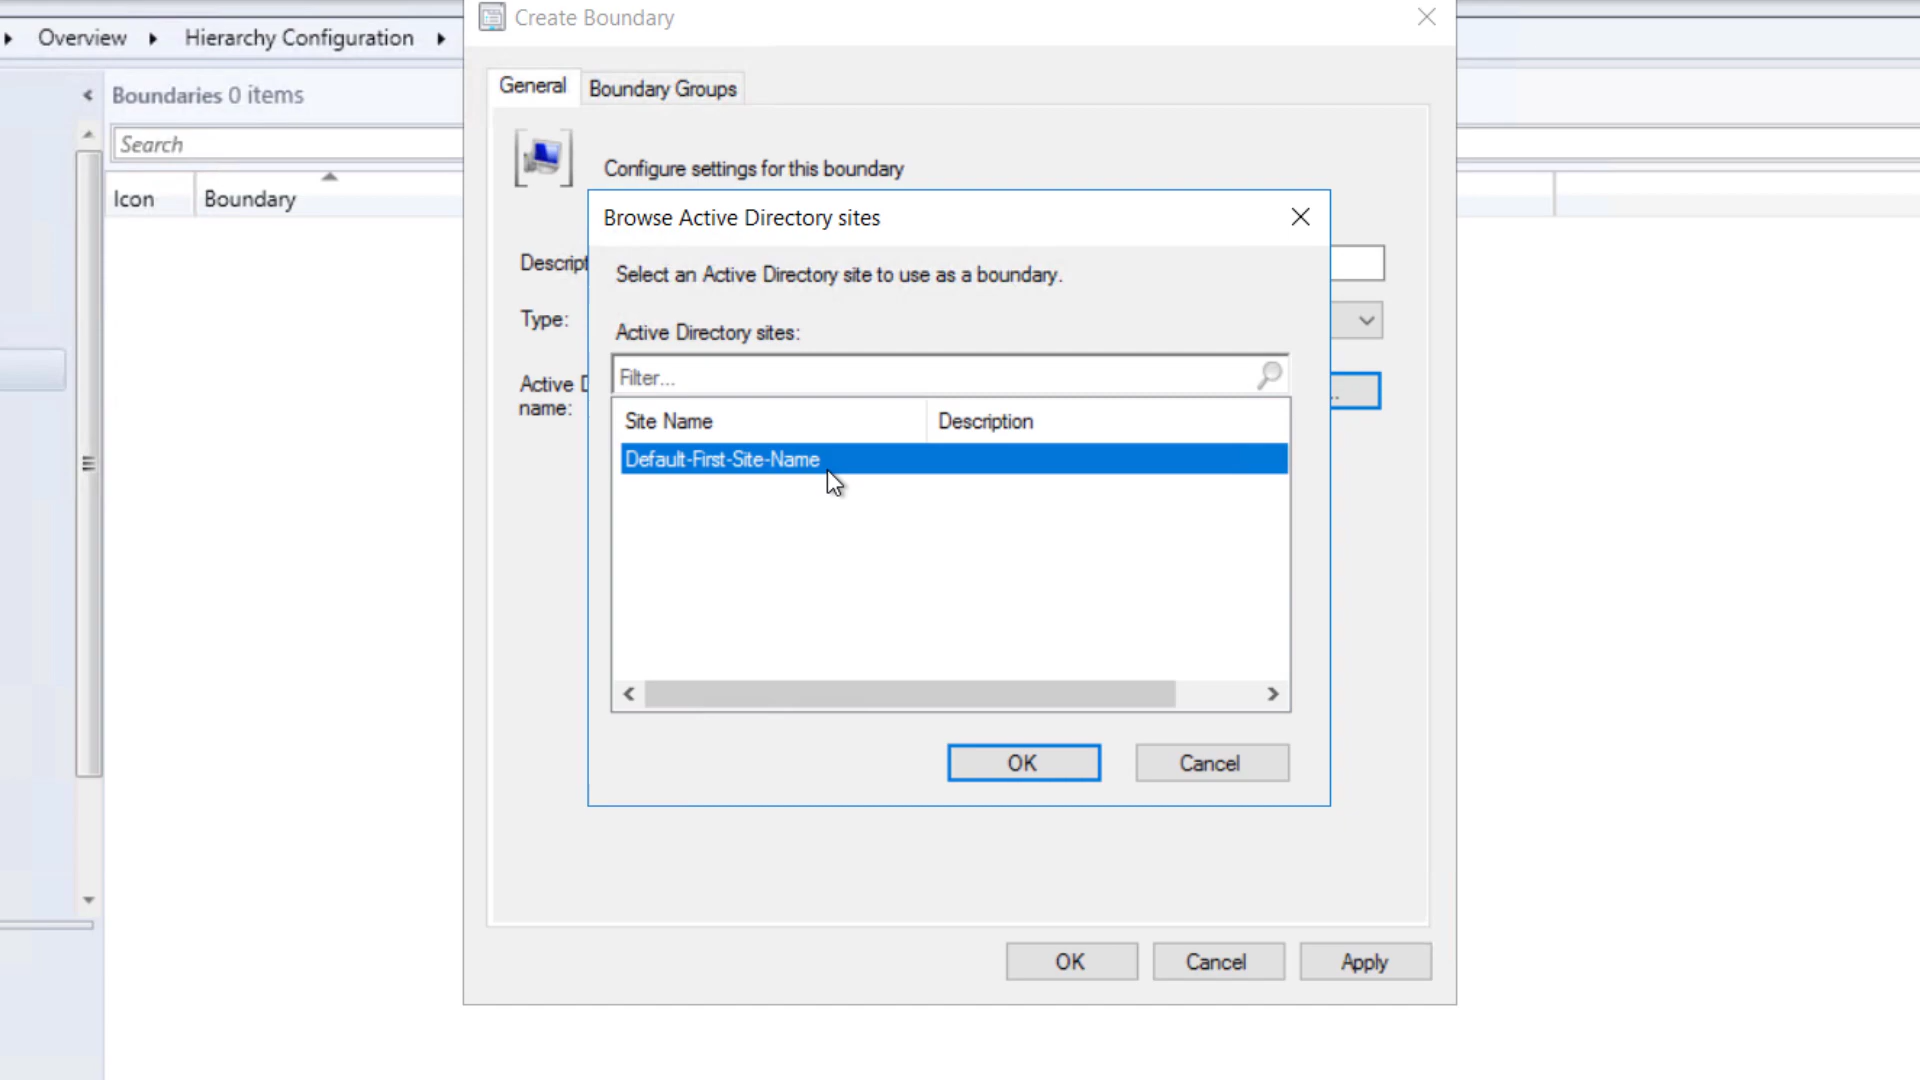 Create Boundary
Overview Hierarchy Configuration
Boundaries 0 items
Search
Icon Boundary
General Boundary Groups
Configure settings for this boundary
Type:
name:
Browse Active Directory sites
Select an Active Directory site to use as a boundary.
Active Directory sites:
Filter...
Site Name Description
Default-First-Site-Name
OK Cancel
OK Cancel Apply